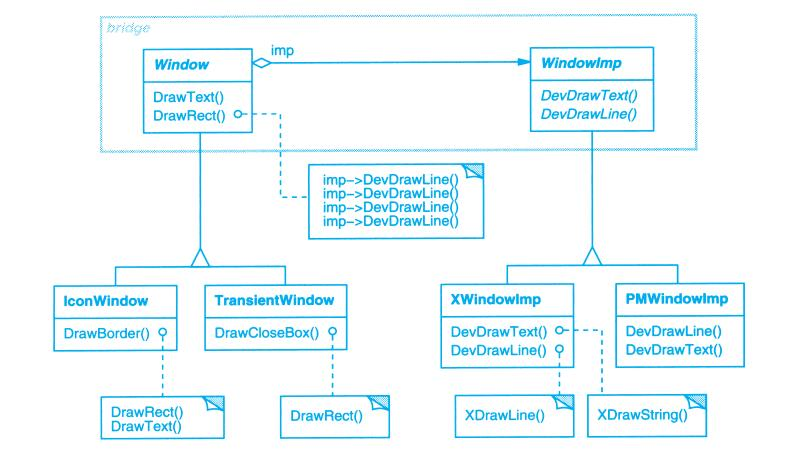 bridge
imp
Window
DrawText()
DrawRect()
WindowImp
DevDrawText()
DevDrawLine()
imp–>DevDrawLine()
imp–>DevDrawLine()
imp–>DevDrawLine()
imp–>DevDrawLine()
IconWindow
DrawBorder()
TransientWindow
DrawCloseBox()
XWindowImp
DevDrawText()
DevDrawLine()
PMWindowImp
DevDrawLine()
DevDrawText()
DrawRect()
DrawText()
DrawRect()
XDrawLine()
XDrawString()